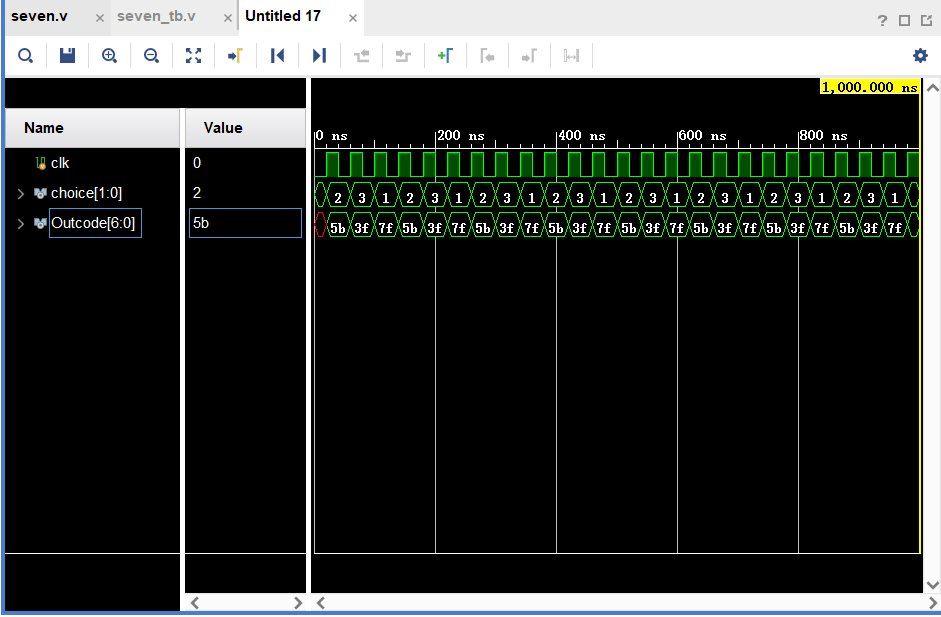 seven.v × seven_tb.v × Untitled 17 ×
?
1,000.000 ns
Name Value
0 ns 200 ns 400 ns 600 ns 800 ns
clk 0
choice[1:0] 2 2 3 1 2 3 1 2 3 1 2 3 1 2 3 1 2 3 1 2 3 1 2 3 1
Outcode[6:0] 5b 5b 3f 7f 5b 3f 7f 5b 3f 7f 5b 3f 7f 5b 3f 7f 5b 3f 7f 5b 3f 7f 5b 3f 7f